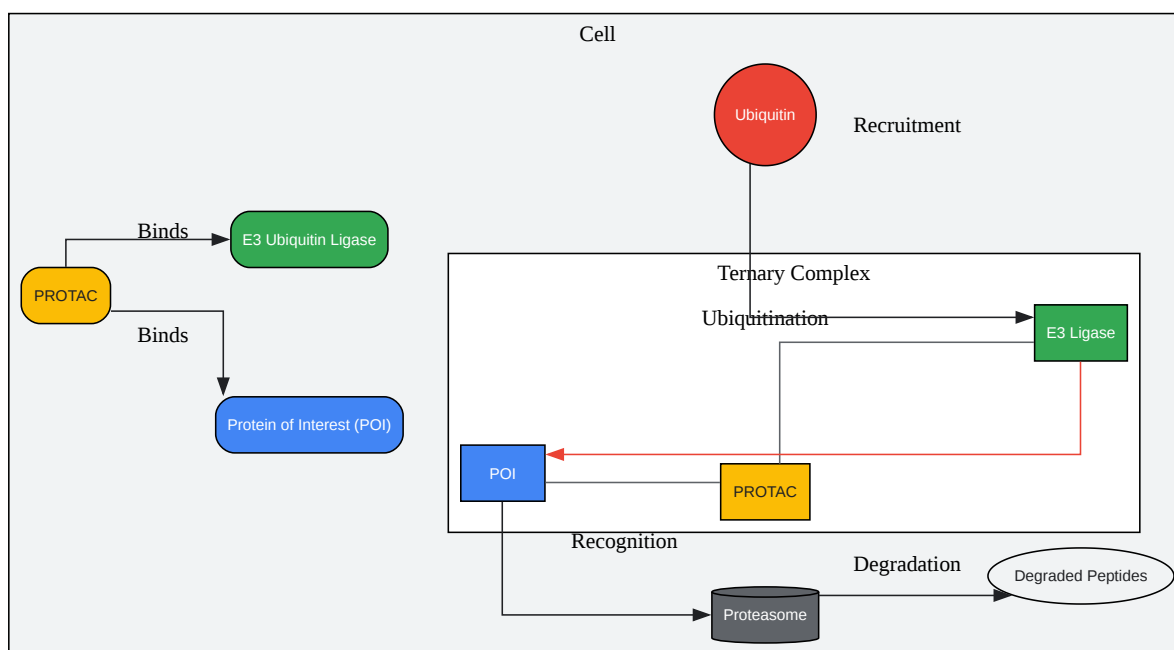 Cell
Ubiquitin
Recruitment
Binds
E3 Ubiquitin Ligase
PROTAC
Binds
Protein of Interest (POI)
Ternary Complex
Ubiquitination
E3 Ligase
POI
PROTAC
Recognition
Degradation
Degraded Peptides
Proteasome